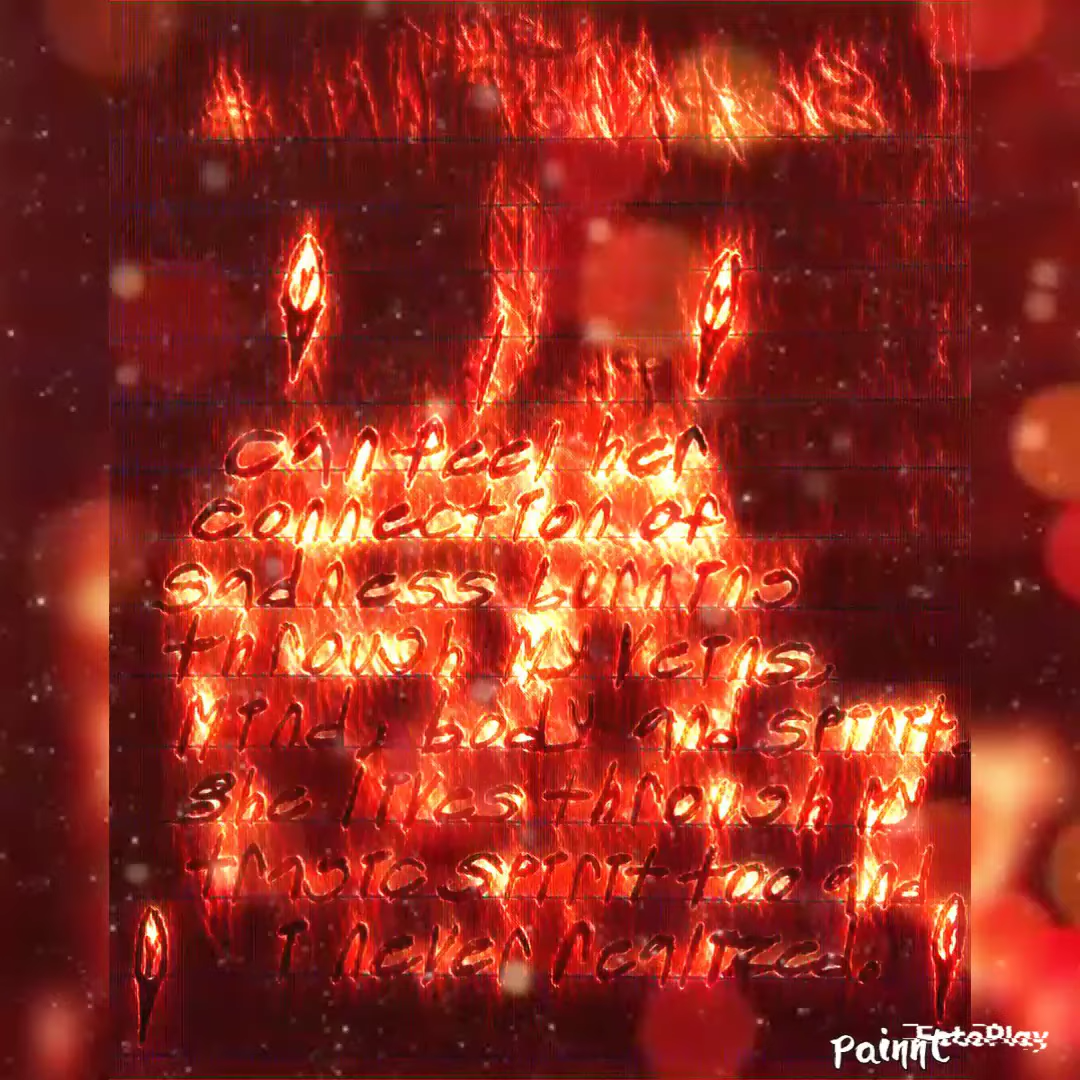 Can feel her
connection of
sadness burning
through my veins,
Mind, body and spirit.
She lives through my
tragic spirit too and
I never realized.
Painnt